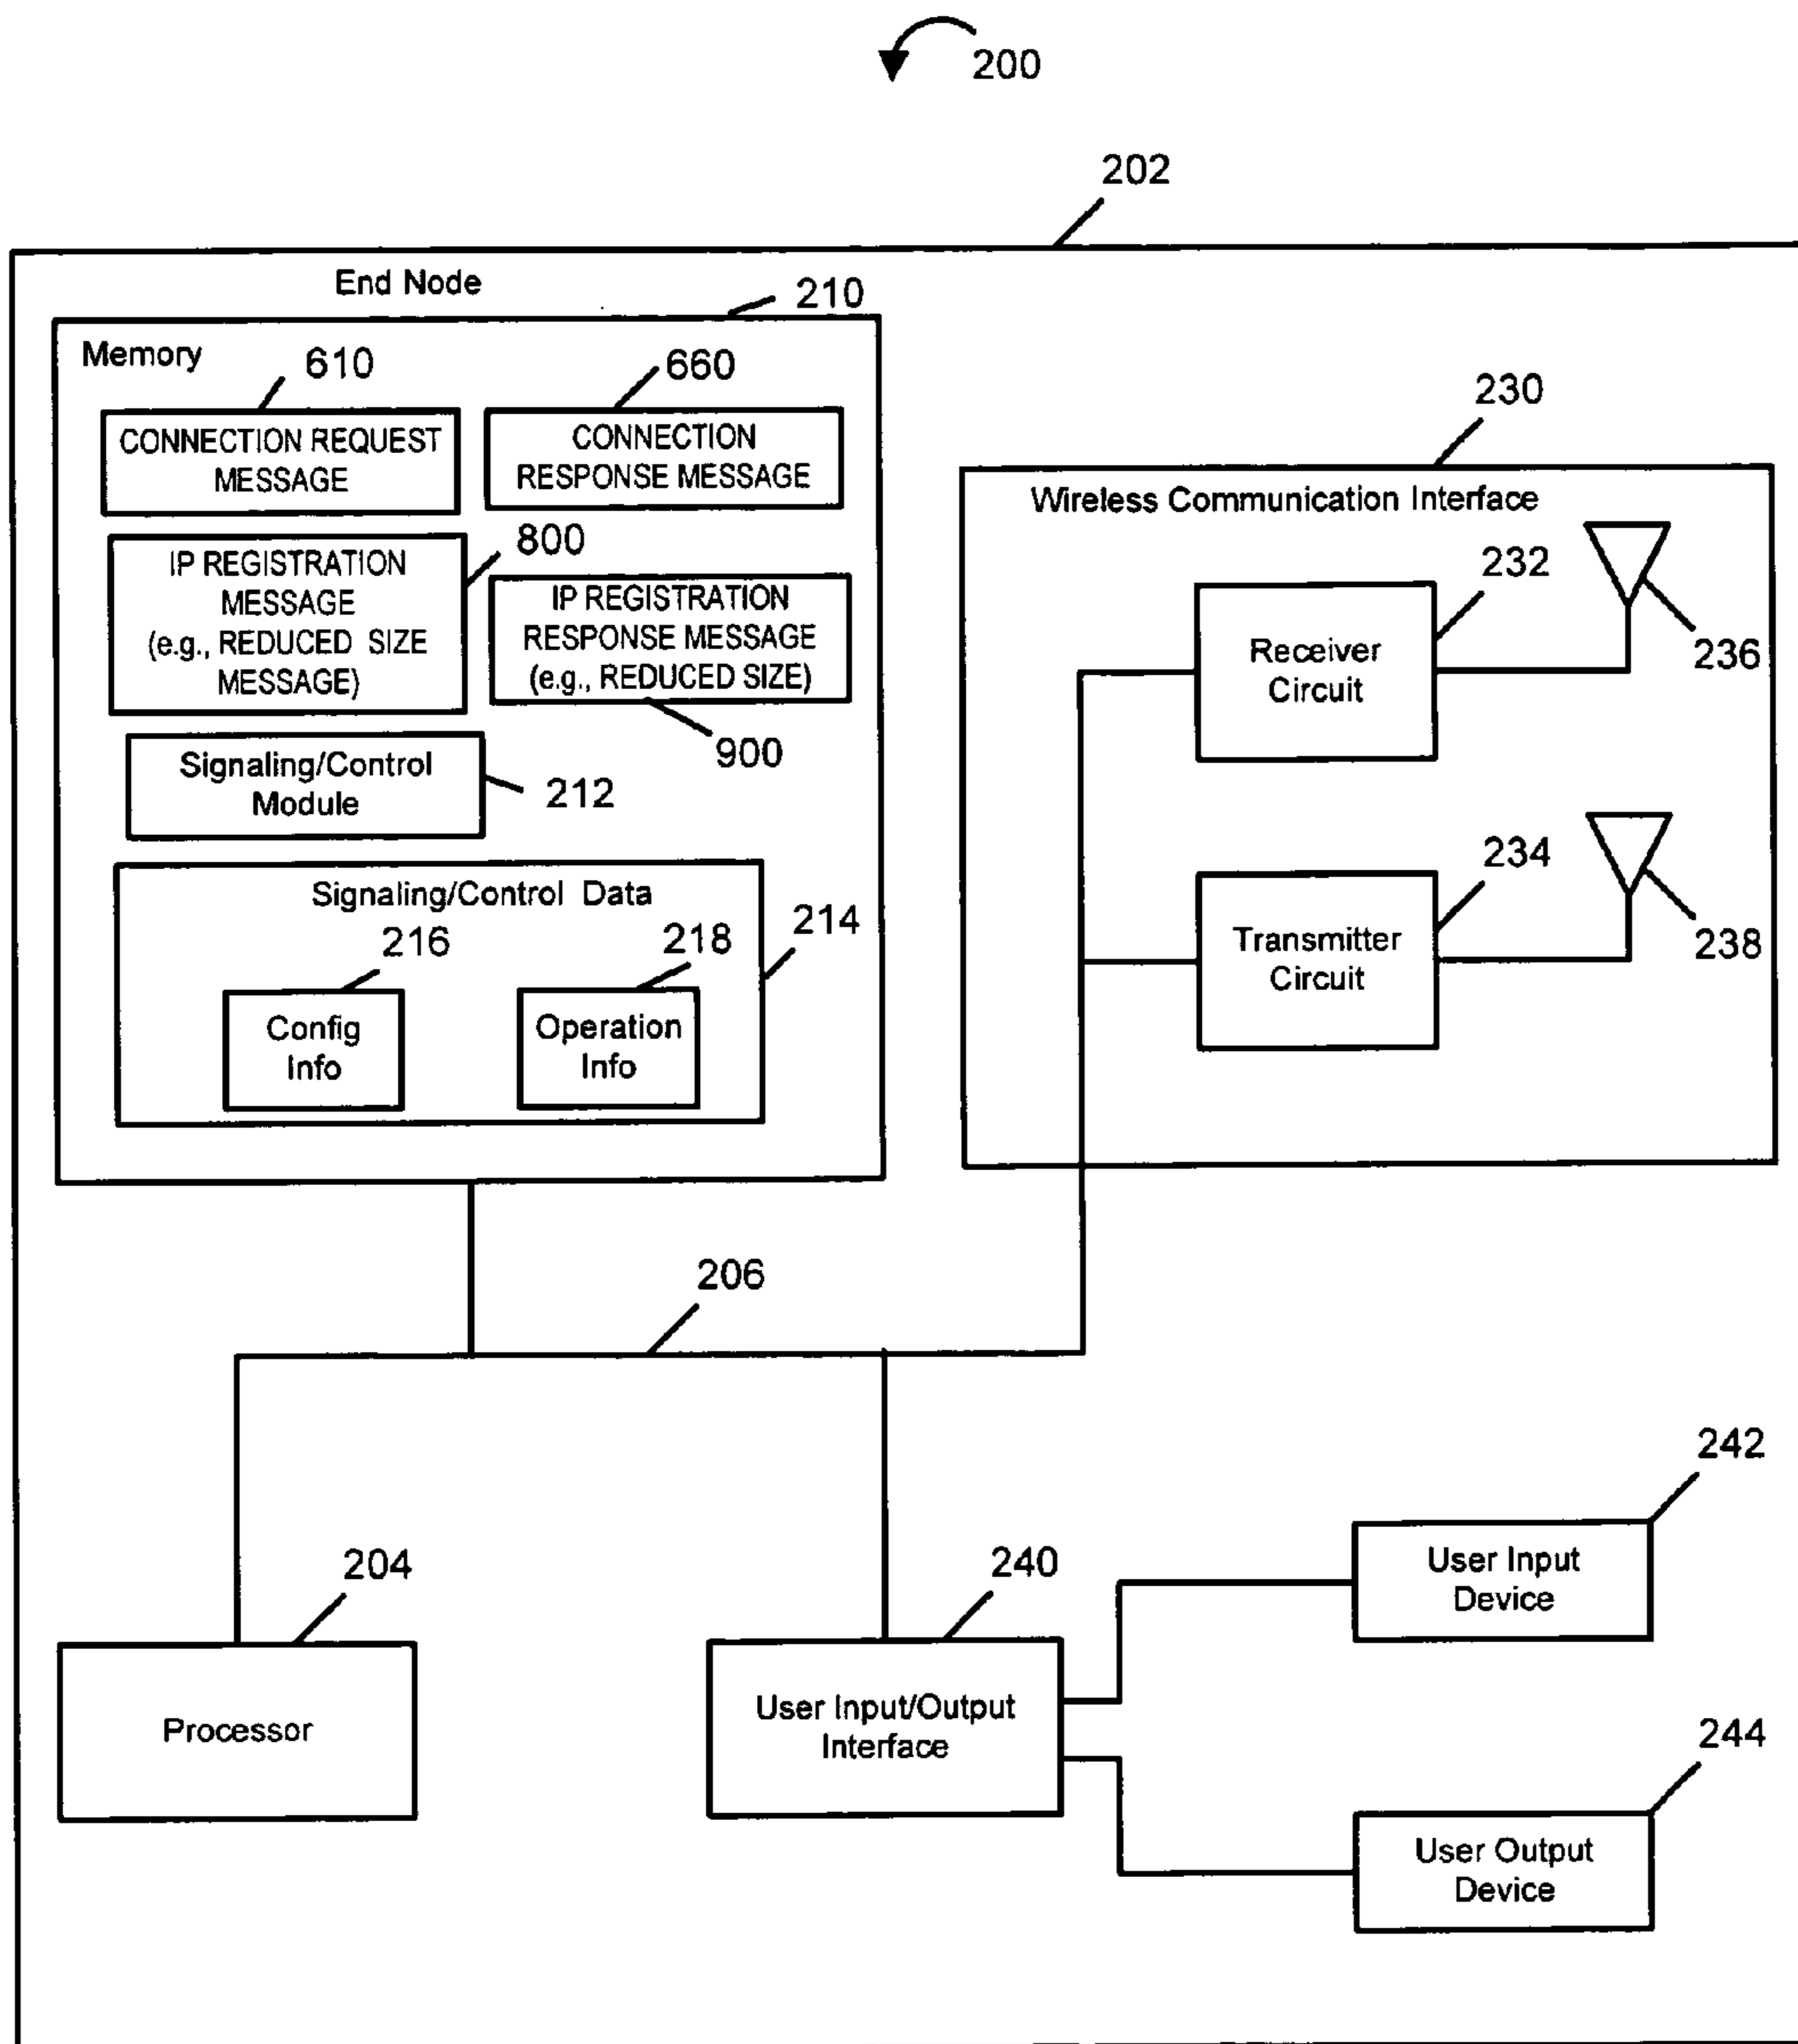 200
202
End Node
210
Memory
610
660
CONNECTION REQUEST
MESSAGE
CONNECTION
RESPONSE MESSAGE
IP REGISTRATION
MESSAGE
(e.g., REDUCED SIZE
MESSAGE)
800
IP REGISTRATION
RESPONSE MESSAGE
(e.g., REDUCED SIZE)
900
Signaling/Control
Module
212
Signaling/Control Data
214
216
218
Config
Info
Operation
Info
230
Wireless Communication Interface
232
Receiver
Circuit
236
234
Transmitter
Circuit
238
206
204
Processor
240
User Input/Output
Interface
242
User Input
Device
244
User Output
Device